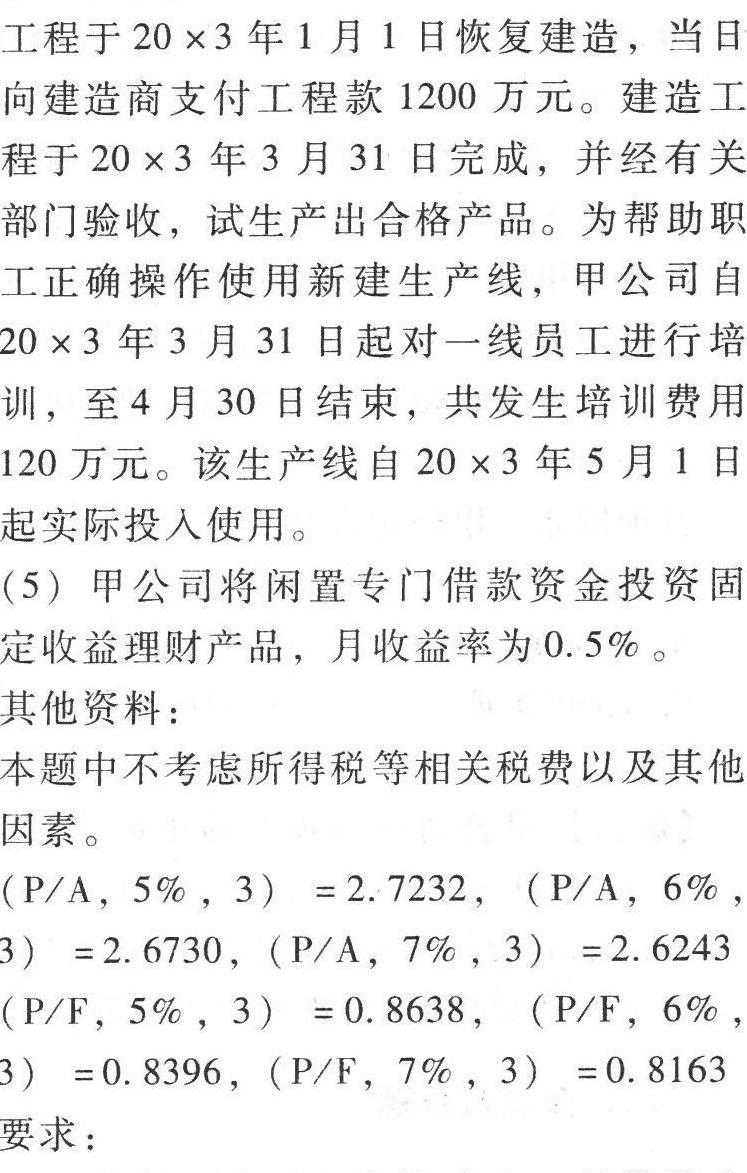 工程于 20×3 年 1 月 1 日恢复建造，当日
向建造商支付工程款 1200 万元。建造工
程于 20×3 年 3 月 31 日完成，并经有关
部门验收，试生产出合格产品。为帮助职
工正确操作使用新建生产线，甲公司自
20×3 年 3 月 31 日起对一线员工进行培
训，至 4 月 30 日结束，共发生培训费用
120 万元。该生产线自 20×3 年 5 月 1 日
起实际投入使用。
(5) 甲公司将闲置专门借款资金投资固
定收益理财产品，月收益率为 0.5%。
其他资料：
本题中不考虑所得税等相关税费以及其他
因素。
(P/A, 5%, 3) =2.7232, (P/A, 6%,
3) =2.6730, (P/A, 7%, 3) =2.6243
(P/F, 5%, 3) =0.8638, (P/F, 6%,
3) =0.8396, (P/F, 7%, 3) =0.8163
要求：